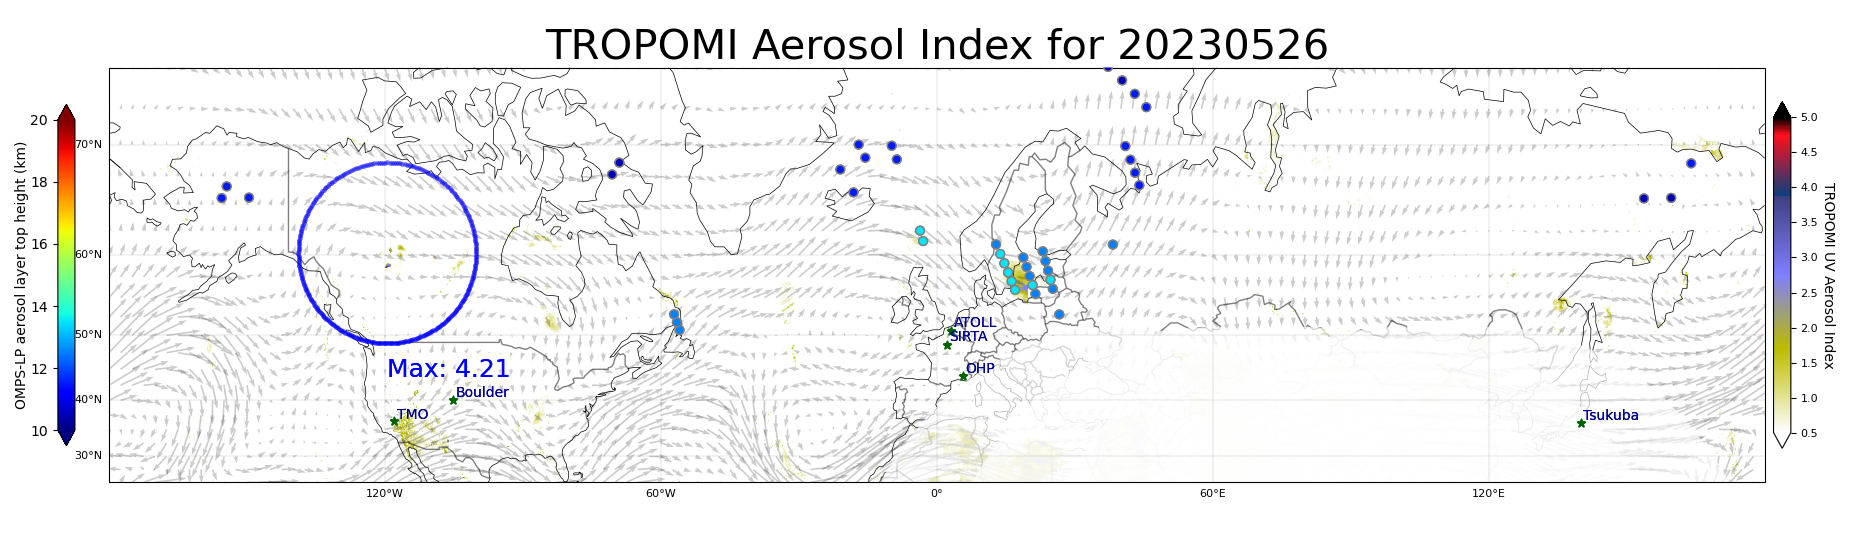 TROPOMI Aerosol Index for 20230526
OMPS-LP aerosol layer top height (km)
20
18
16
14
12
10
70°N
60°N
50°N
40°N
30°N
120°W
60°W
0°
60°E
120°E
Max: 4.21
TMO
Boulder
ATOLL
SIRTA
OHP
Tsukuba
5.0
4.5
4.0
3.5
3.0
2.5
2.0
1.5
1.0
0.5
TROPOMI UV Aerosol Index